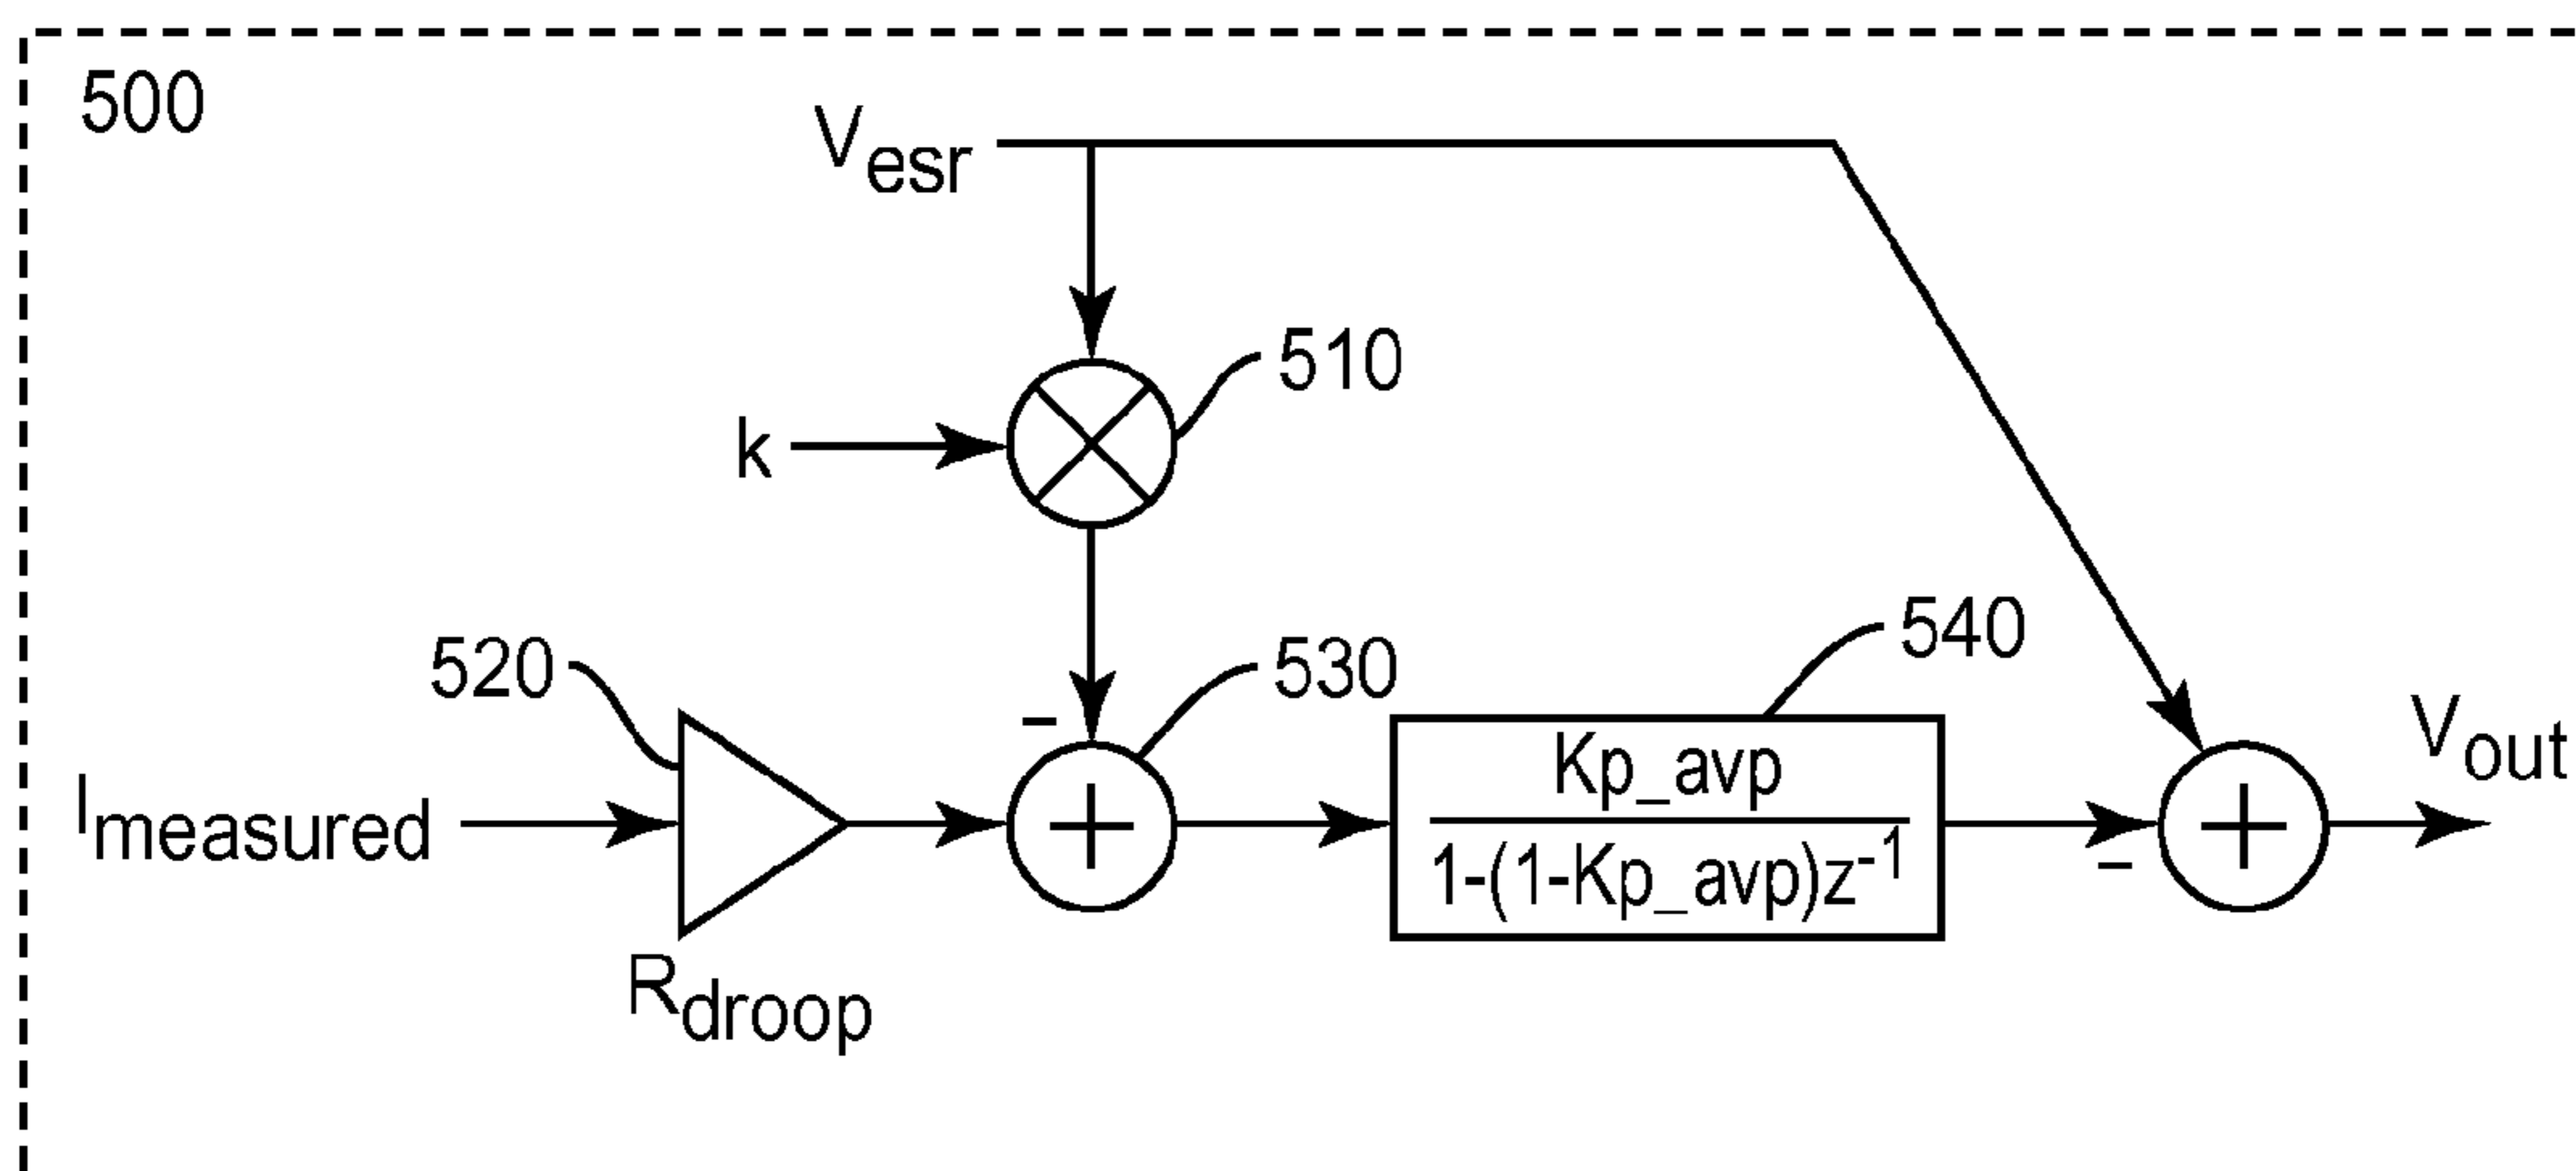 500
Vesr
510
k
520
530
540
Imeasured
Rdroop
-
Kp_avp
1-(1-Kp_avp)z-1
-
Vout